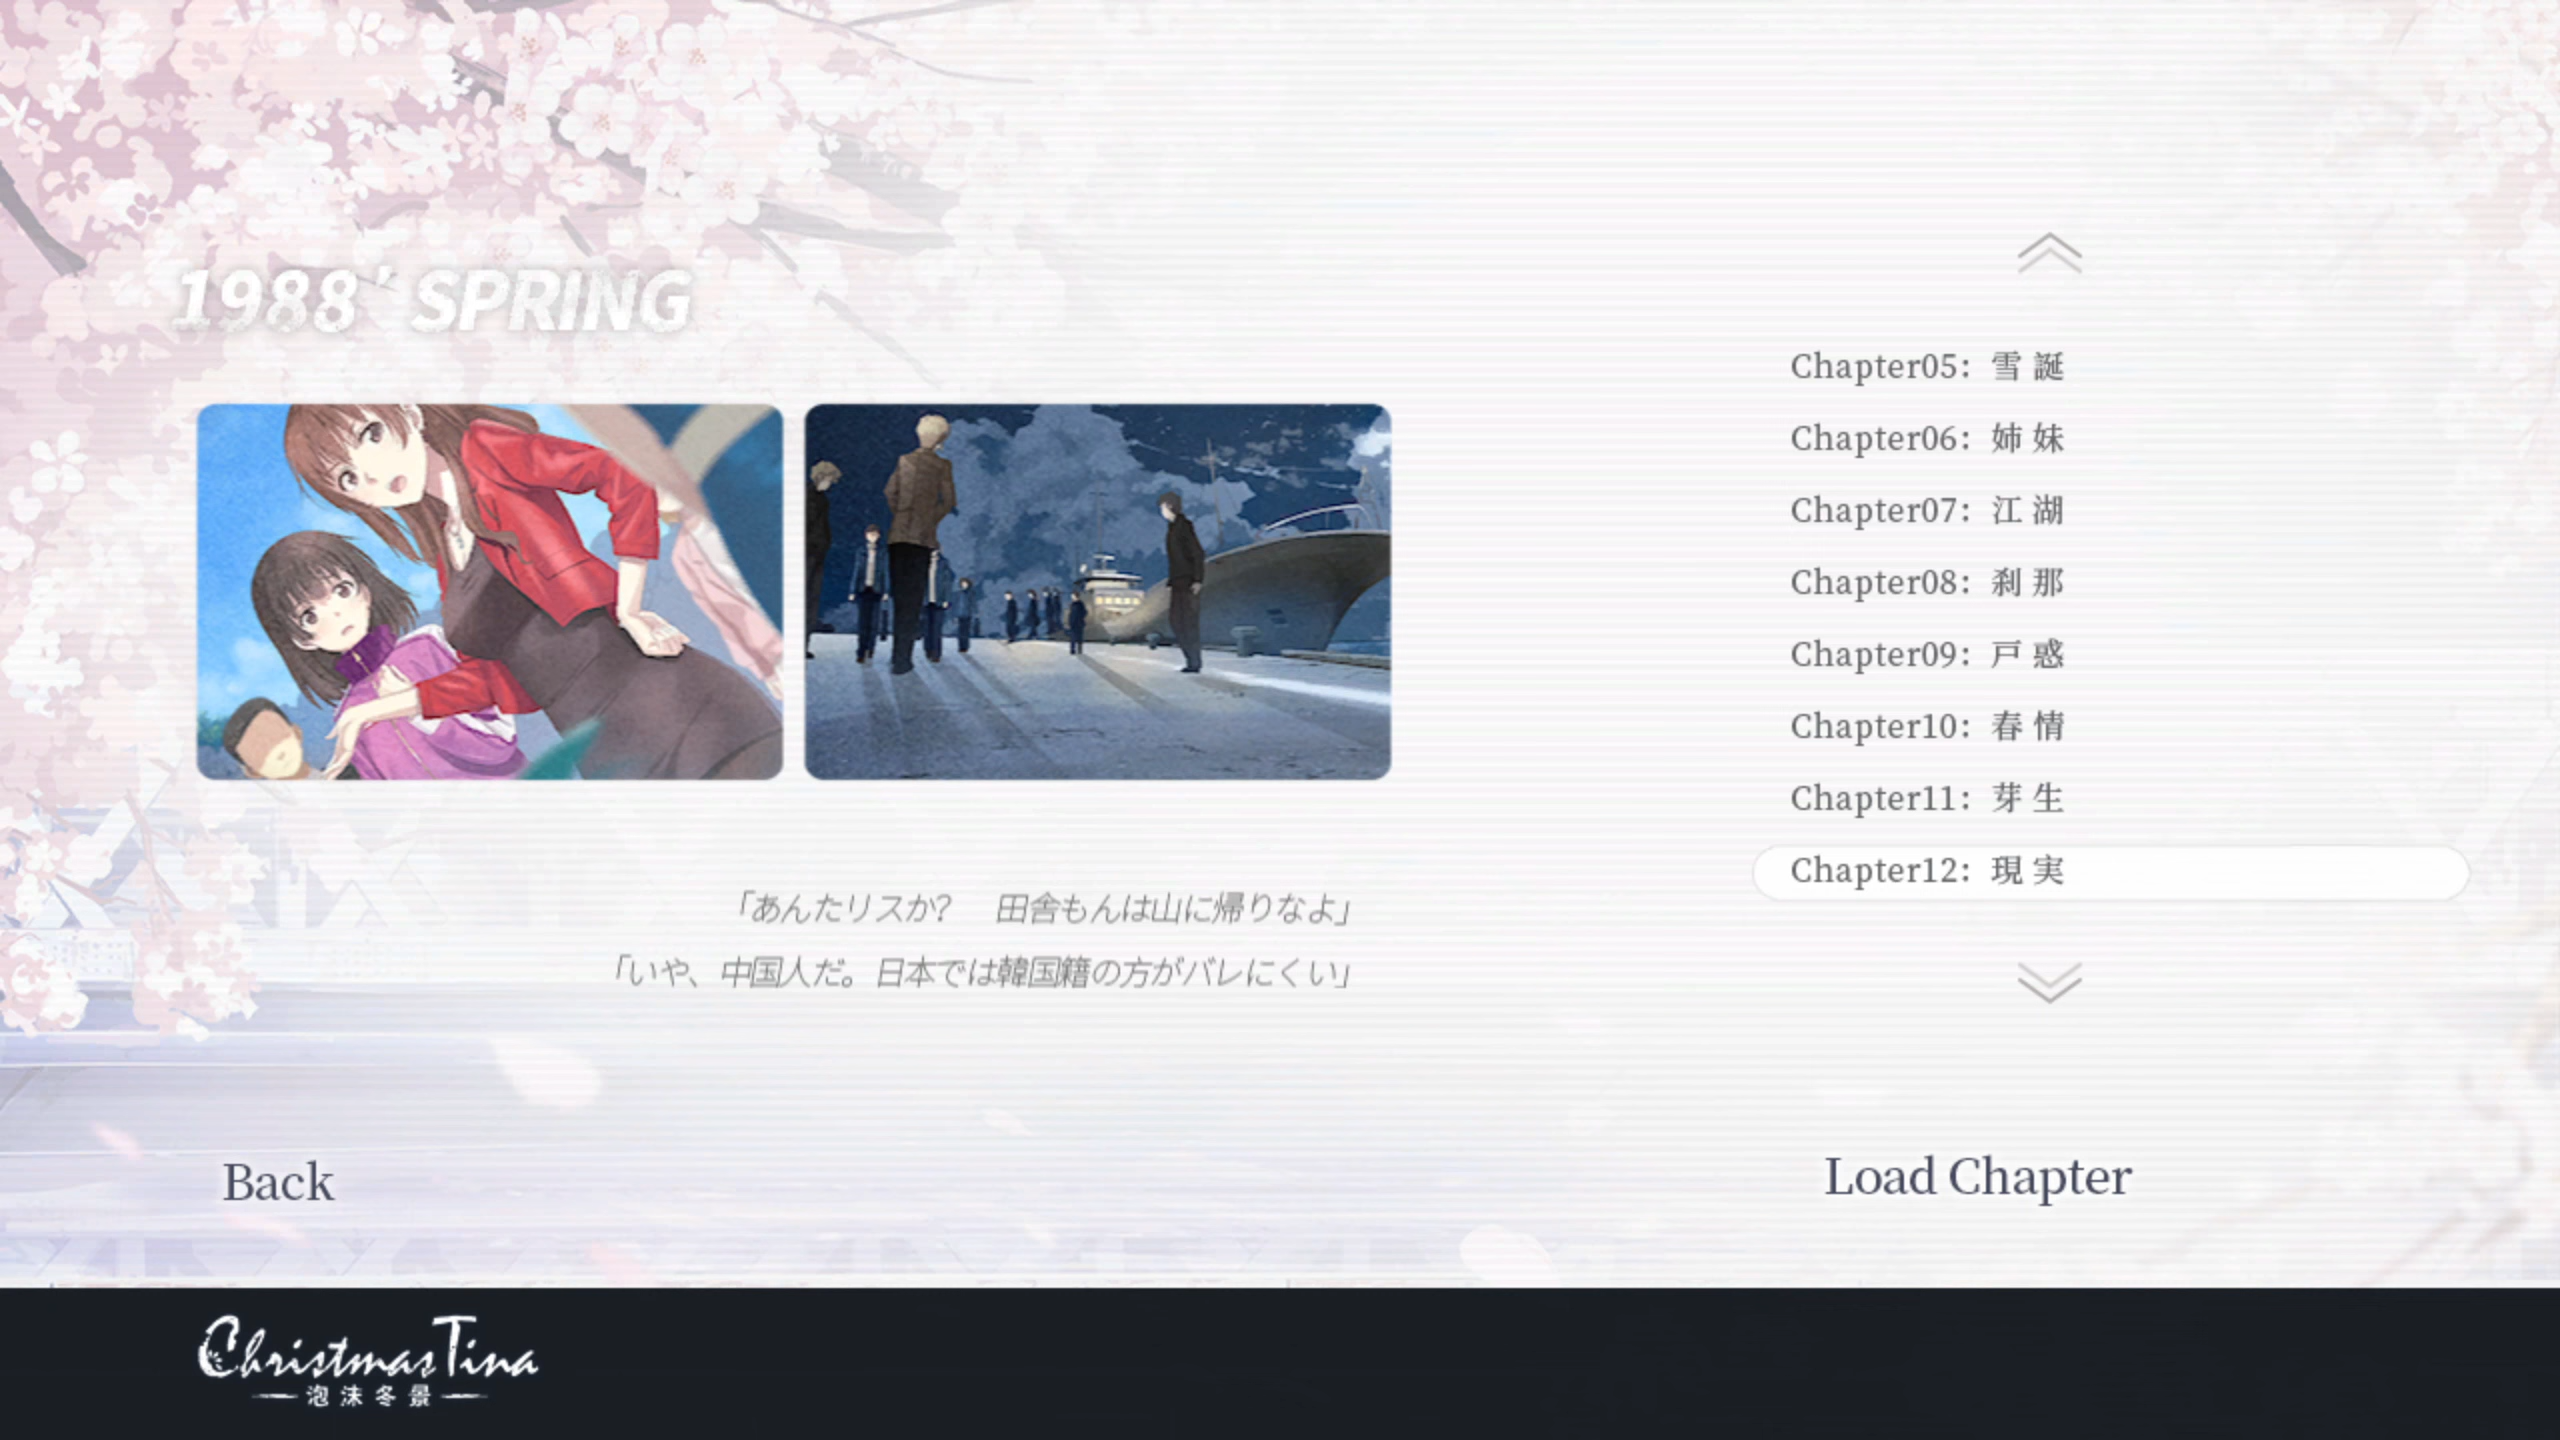 1988' SPRING
「あんたリスか？　田舎もんは山に帰りなよ」
「いや、中国人だ。日本では韓国籍の方がバレにくい」
Chapter05: 雪誕
Chapter06: 姉妹
Chapter07: 江湖
Chapter08: 刹那
Chapter09: 戸惑
Chapter10: 春情
Chapter11: 芽生
Chapter12: 現実
Back
Load Chapter
Christmas Tina
泡沫冬景